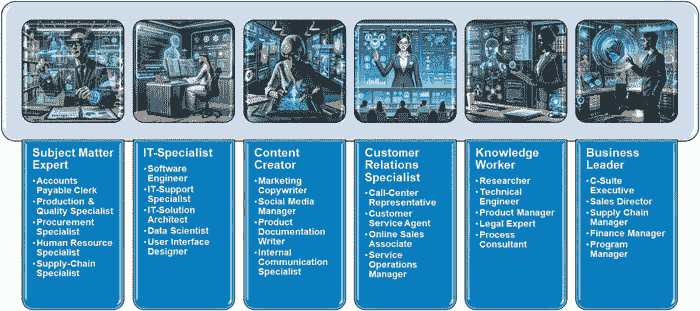 Subject Matter
Expert
• Accounts
Payable Clerk
• Production &
Quality Specialist
• Procurement
Specialist
• Human Resource
Specialist
• Supply-Chain
Specialist
IT-Specialist
• Software
Engineer
• IT-Support
Specialist
• IT-Solution
Architect
• Data Scientist
• User Interface
Designer
Content
Creator
• Marketing
Copywriter
• Social Media
Manager
• Product
Documentation
Writer
• Internal
Communication
Specialist
Customer
Relations
Specialist
• Call-Center
Representative
• Customer
Service Agent
• Online Sales
Associate
• Service
Operations
Manager
Knowledge
Worker
• Researcher
• Technical
Engineer
• Product Manager
• Legal Expert
• Process
Consultant
Business
Leader
• C-Suite
Executive
• Sales Director
• Supply Chain
Manager
• Finance Manager
• Program
Manager